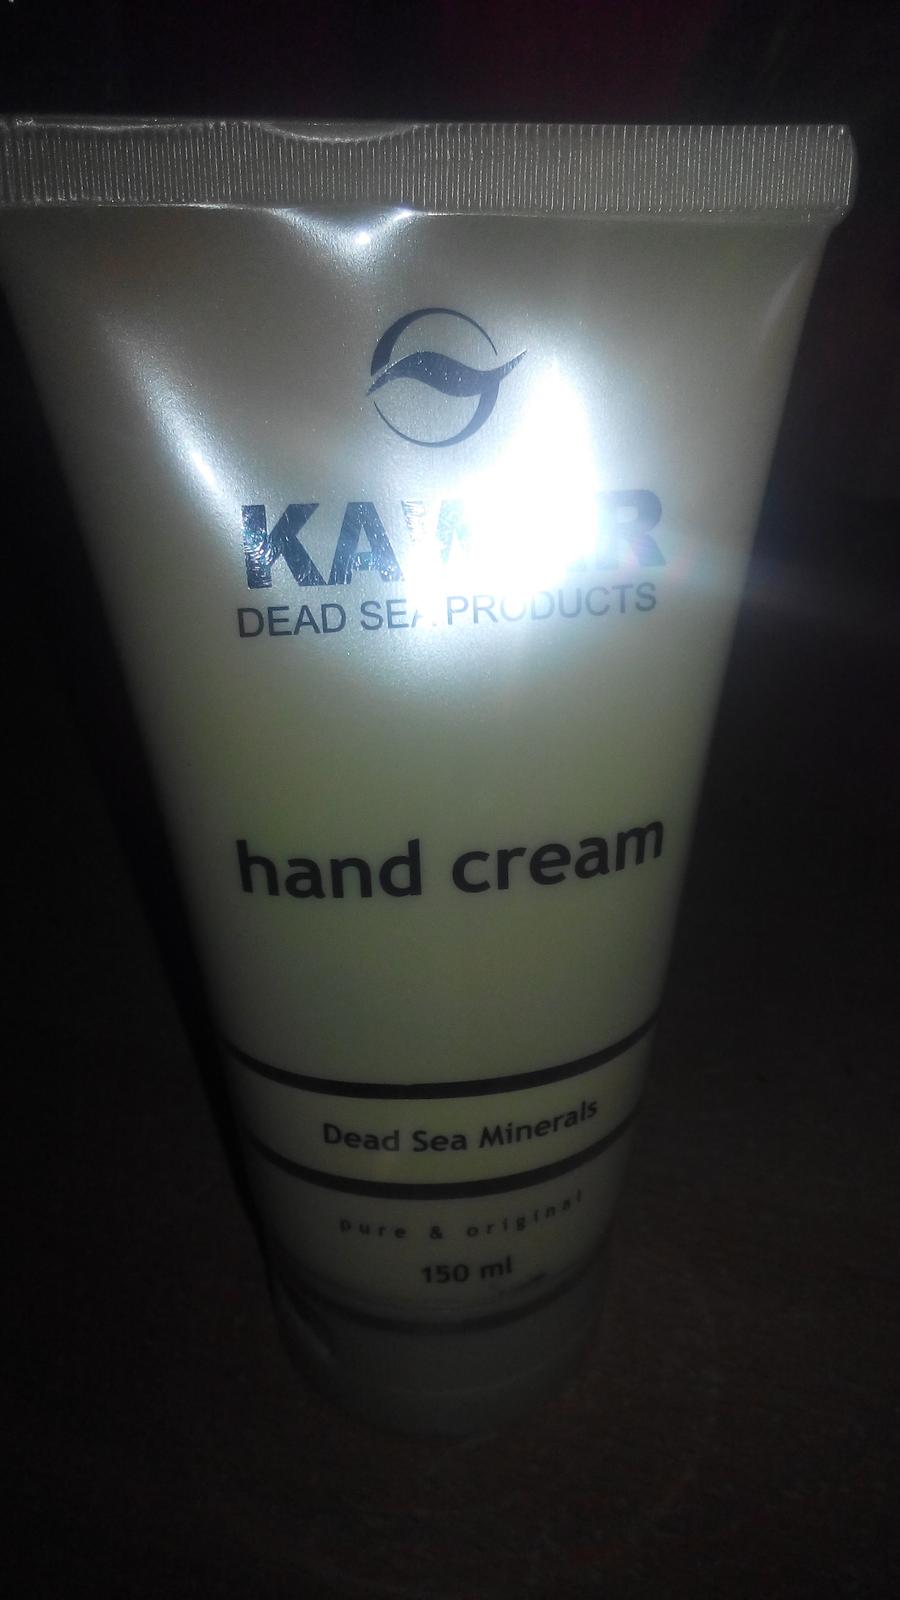 DEAD SEA PRODUCTS
hand cream
Dead Sea Minerals
pure & original
150 ml